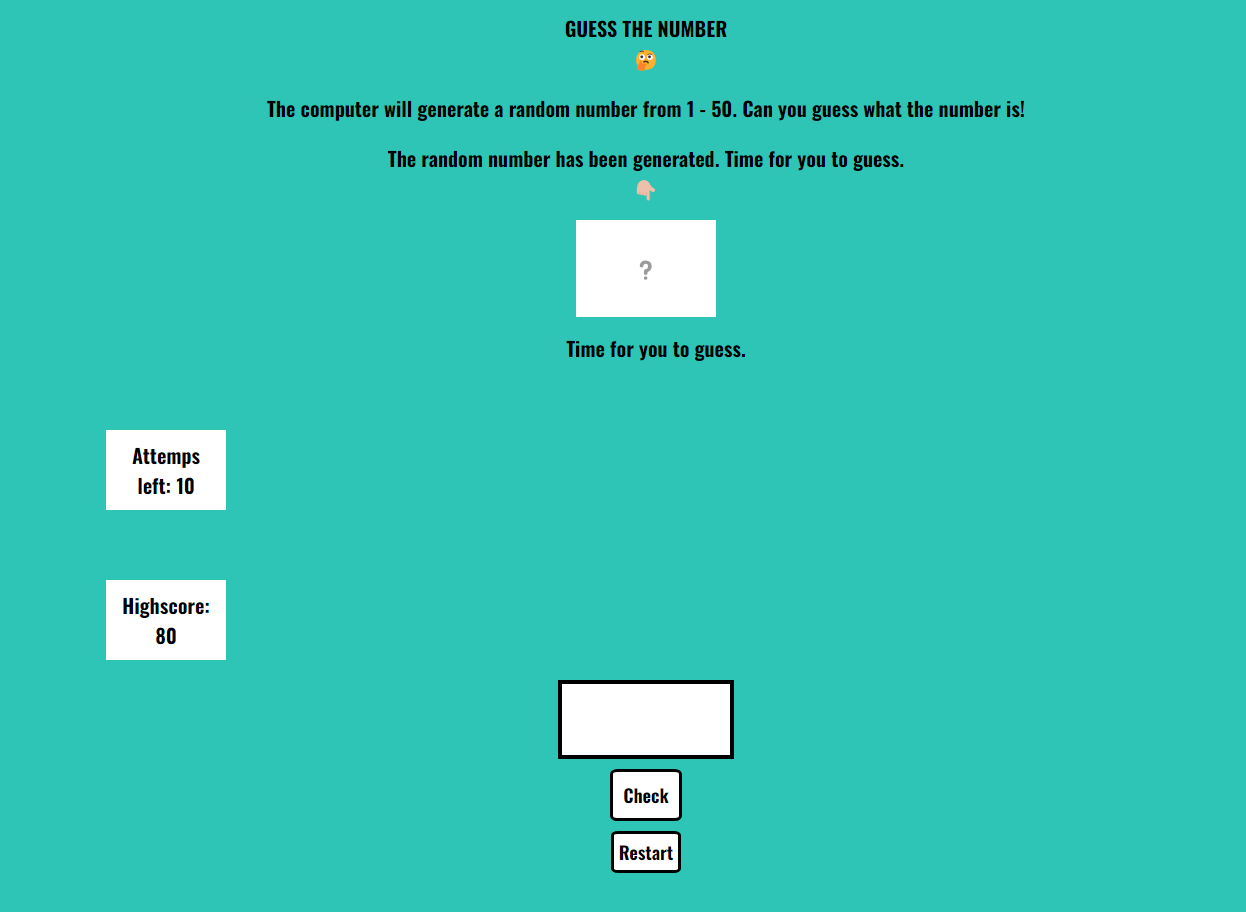 GUESS THE NUMBER
🤔
The computer will generate a random number from 1 - 50. Can you guess what the number is!
The random number has been generated. Time for you to guess.
👇🏼
?
Time for you to guess.
Attemps
left: 10
Highscore:
80
Check
Restart